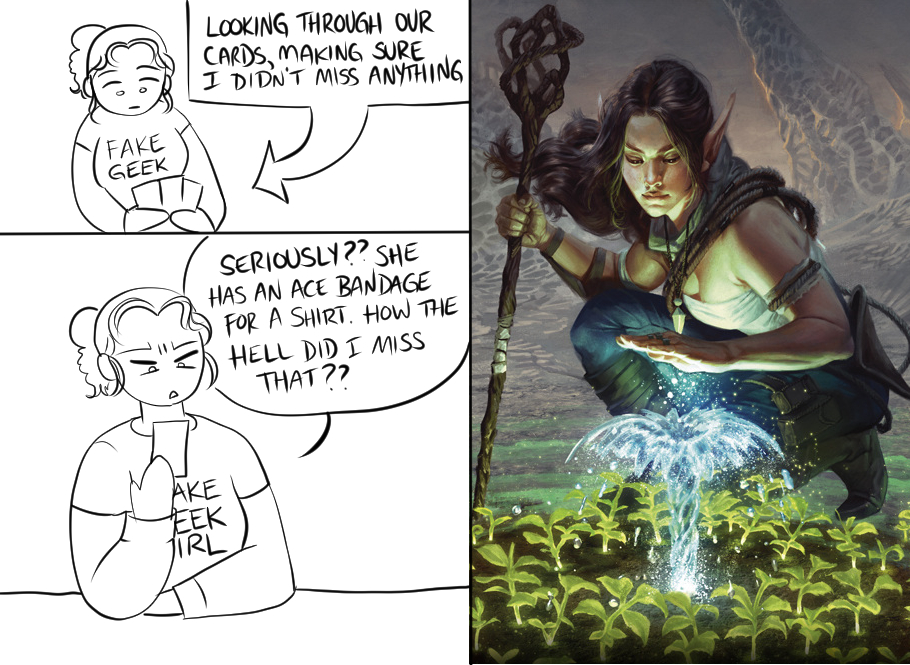 LOOKING THROUGH OUR
CARDS, MAKING SURE
I DIDN'T MISS ANYTHING
FAKE
GEEK
SERIOUSLY?? SHE
HAS AN ACE BANDAGE
FOR A SHIRT. HOW THE
HELL DID I MISS
THAT??
AKE
EEK
IRL